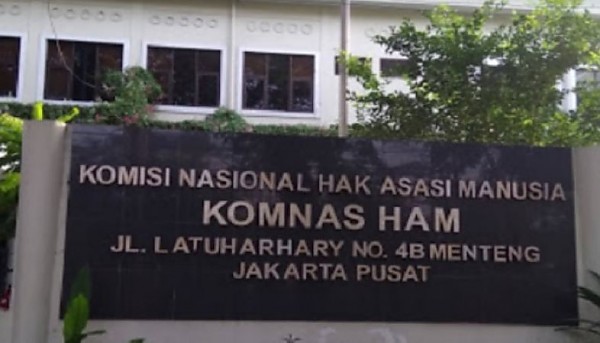 KOMISI NASIONAL HAK ASASI MANUSIA
KOMNAS HAM
JL. LATUHARHARY NO. 4B MENTENG
JAKARTA PUSAT